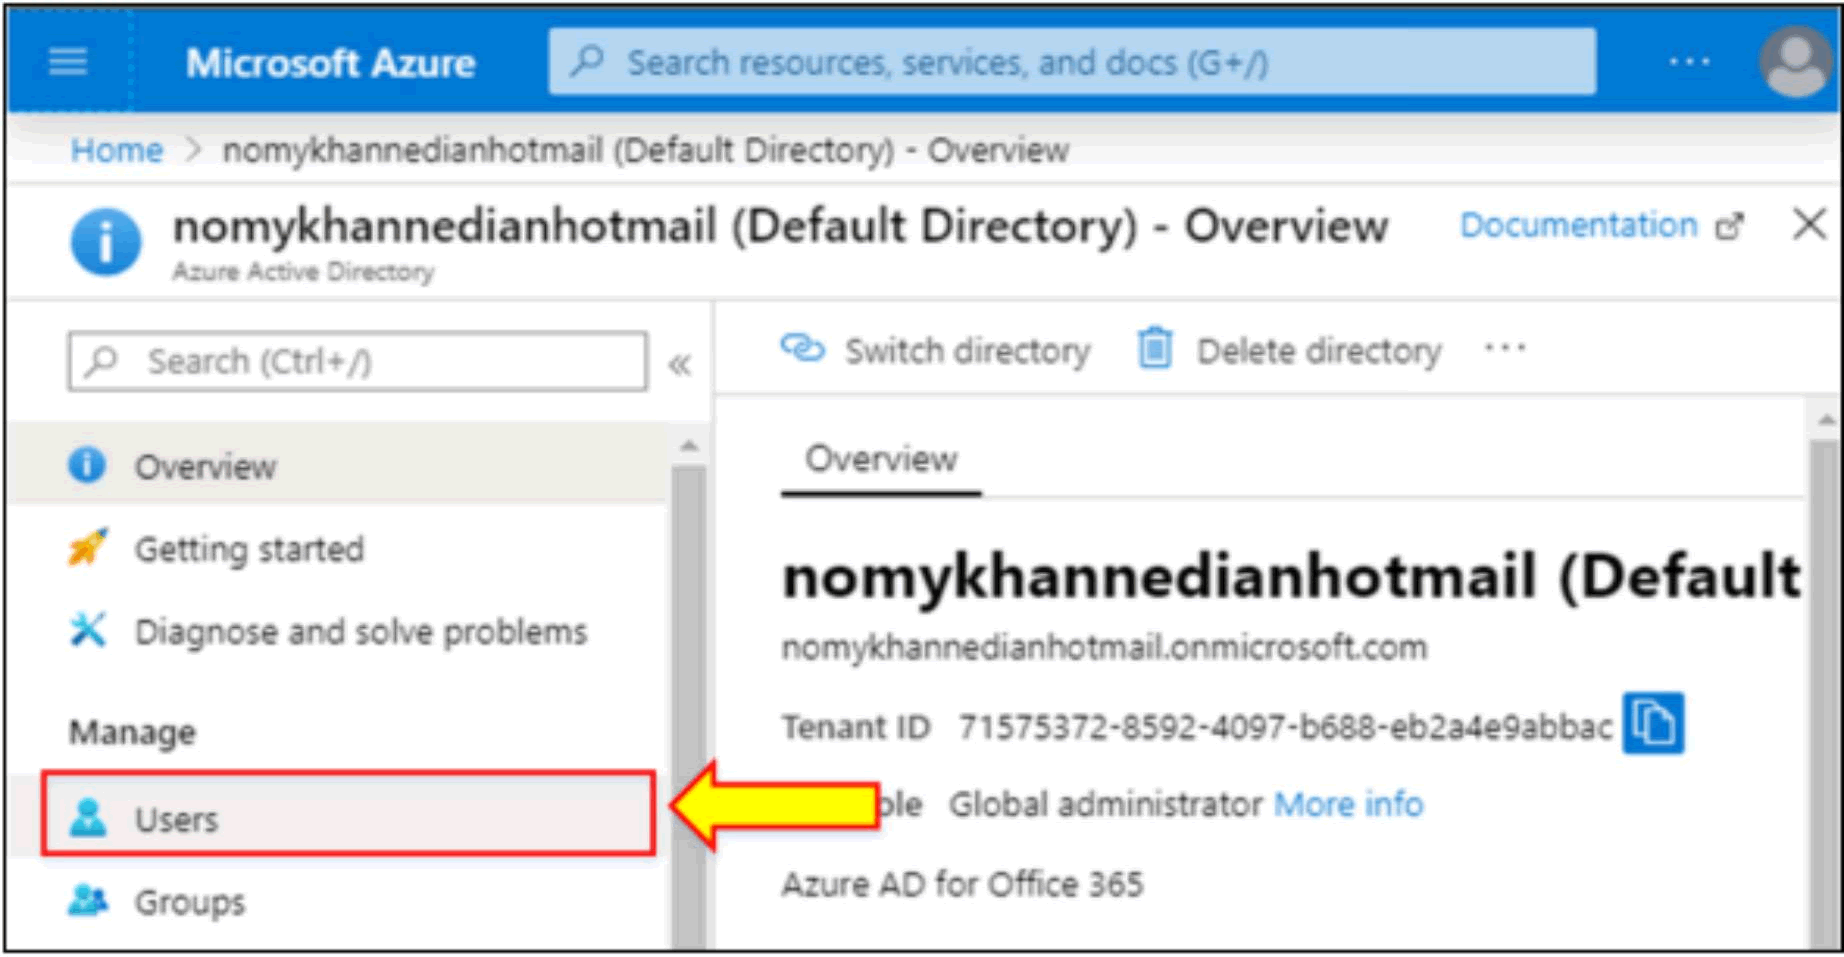 Microsoft Azure
Search resources, services, and docs (G+/)
Home > nomykhannedianhotmail (Default Directory) - Overview
nomykhannedianhotmail (Default Directory) - Overview
Documentation
Azure Active Directory
Search (Ctrl+/)
«
Switch directory
Delete directory
Overview
Getting started
Diagnose and solve problems
Manage
Users
Groups
Overview
nomykhannedianhotmail (Default
nomykhannedianhotmail.onmicrosoft.com
Tenant ID 71575372-8592-4097-b688-eb2a4e9abbac
Global administrator More info
Azure AD for Office 365